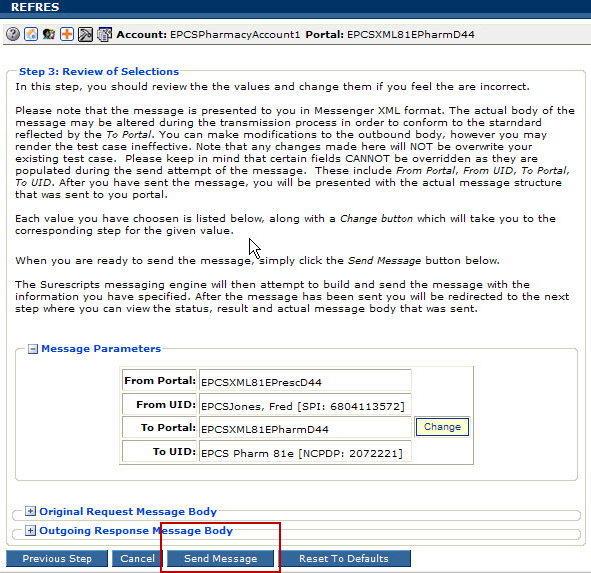 REFRES
Account: EPCSPharmacyAccount1 Portal: EPCSXML81EPharmD44
Step 3: Review of Selections
In this step, you should review the the values and change them if you feel the are incorrect.
Please note that the message is presented to you in Messenger XML format. The actual body of the
message may be altered during the transmission process in order to conform to the starndard
reflected by the To Portal. You can make modifications to the outbound body, however you may
render the test case ineffective. Note that any changes made here will NOT be overwrite your
existing test case. Please keep in mind that certain fields CANNOT be overridden as they are
populated during the send attempt of the message. These include From Portal, From UID, To Portal,
To UID. After you have sent the message, you will be presented with the actual message structure
that was sent to you portal.
Each value you have choosen is listed below, along with a Change button which will take you to the
corresponding step for the given value.
When you are ready to send the message, simply click the Send Message button below.
The Surescripts messaging engine will then attempt to build and send the message with the
information you have specified. After the message has been sent you will be redirected to the next
step where you can view the status, result and actual message body that was sent.
Message Parameters
From Portal: EPCSXML81EPrescD44
From UID: EPCSJones, Fred [SPI: 6804113572]
To Portal: EPCSXML81EPharmD44 Change
To UID: EPCS Pharm 81e [NCPDP: 2072221]
Original Request Message Body
Outgoing Response Message Body
Previous Step Cancel Send Message Reset To Defaults